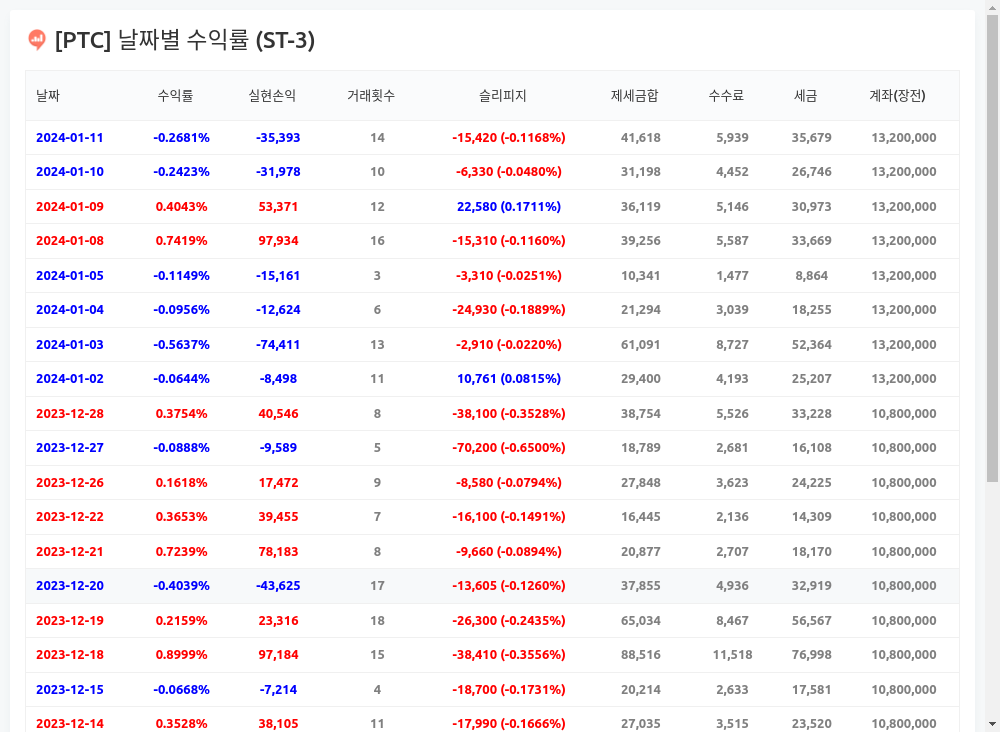 [PTC] 날짜별 수익률 (ST-3)
날짜 수익률 실현손익 거래횟수 슬리피지 제세금합 수수료 세금 계좌(장전)
2024-01-11 -0.2681% -35,393 14 -15,420 (-0.1168%) 41,618 5,939 35,679 13,200,000
2024-01-10 -0.2423% -31,978 10 -6,330 (-0.0480%) 31,198 4,452 26,746 13,200,000
2024-01-09 0.4043% 53,371 12 22,580 (0.1711%) 36,119 5,146 30,973 13,200,000
2024-01-08 0.7419% 97,934 16 -15,310 (-0.1160%) 39,256 5,587 33,669 13,200,000
2024-01-05 -0.1149% -15,161 3 -3,310 (-0.0251%) 10,341 1,477 8,864 13,200,000
2024-01-04 -0.0956% -12,624 6 -24,930 (-0.1889%) 21,294 3,039 18,255 13,200,000
2024-01-03 -0.5637% -74,411 13 -2,910 (-0.0220%) 61,091 8,727 52,364 13,200,000
2024-01-02 -0.0644% -8,498 11 10,761 (0.0815%) 29,400 4,193 25,207 13,200,000
2023-12-28 0.3754% 40,546 8 -38,100 (-0.3528%) 38,754 5,526 33,228 10,800,000
2023-12-27 -0.0888% -9,589 5 -70,200 (-0.6500%) 18,789 2,681 16,108 10,800,000
2023-12-26 0.1618% 17,472 9 -8,580 (-0.0794%) 27,848 3,623 24,225 10,800,000
2023-12-22 0.3653% 39,455 7 -16,100 (-0.1491%) 16,445 2,136 14,309 10,800,000
2023-12-21 0.7239% 78,183 8 -9,660 (-0.0894%) 20,877 2,707 18,170 10,800,000
2023-12-20 -0.4039% -43,625 17 -13,605 (-0.1260%) 37,855 4,936 32,919 10,800,000
2023-12-19 0.2159% 23,316 18 -26,300 (-0.2435%) 65,034 8,467 56,567 10,800,000
2023-12-18 0.8999% 97,184 15 -38,410 (-0.3556%) 88,516 11,518 76,998 10,800,000
2023-12-15 -0.0668% -7,214 4 -18,700 (-0.1731%) 20,214 2,633 17,581 10,800,000
2023-12-14 0.3528% 38,105 11 -17,990 (-0.1666%) 27,035 3,515 23,520 10,800,000